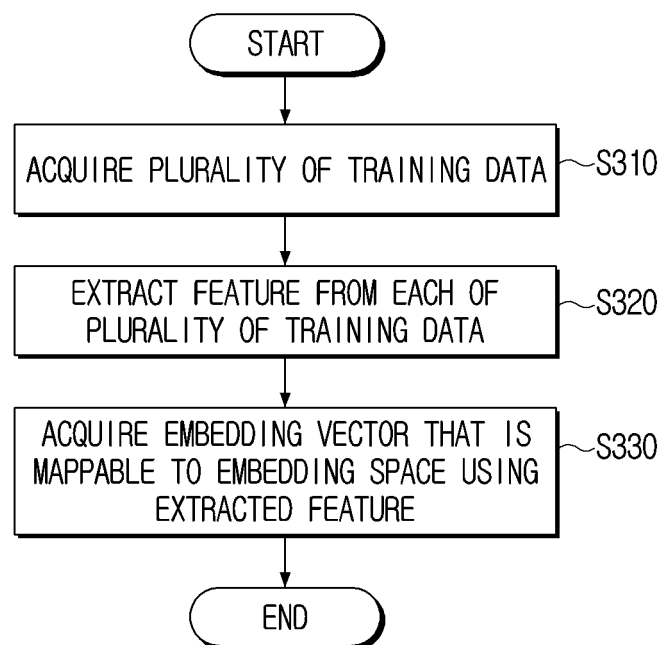 START
ACQUIRE PLURALITY OF TRAINING DATA
S310
EXTRACT FEATURE FROM EACH OF
PLURALITY OF TRAINING DATA
S320
ACQUIRE EMBEDDING VECTOR THAT IS
MAPPABLE TO EMBEDDING SPACE USING
EXTRACTED FEATURE
S330
END